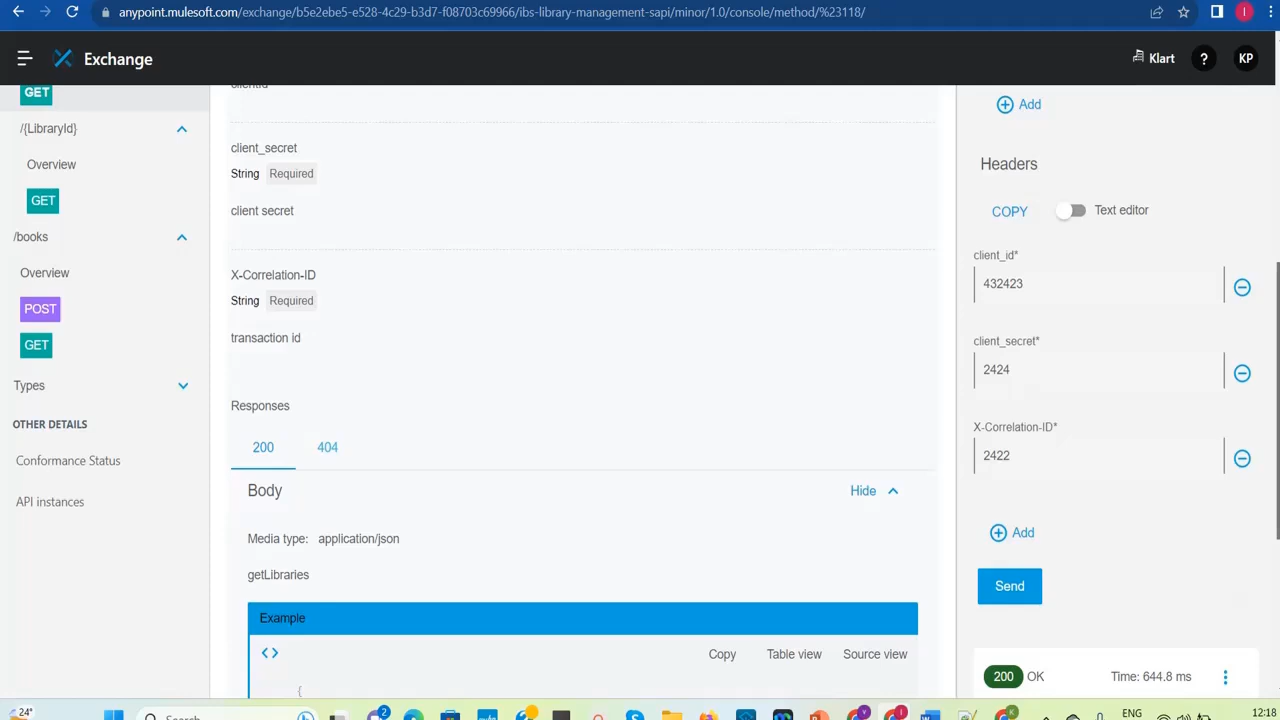 anypoint.mulesoft.com/exchange/b5e2ebe5-e528-4c29-b3d7-f08703c69966/ibs-library-management-sapi/minor/1.0/console/method/%23118/
Exchange
Klart
?
KP
GET
/{LibraryId}
Overview
GET
/books
Overview
POST
GET
Types
OTHER DETAILS
Conformance Status
API instances
clientid
client_secret
String Required
client secret
X-Correlation-ID
String Required
transaction id
Responses
200 404
Body
Hide
Media type: application/json
getLibraries
Example
<> Copy Table view Source view
{
Add
Headers
COPY Text editor
client_id*
432423
client_secret*
2424
X-Correlation-ID*
2422
Add
Send
200 OK Time: 644.8 ms
24°
Search
2
ENG
12:18